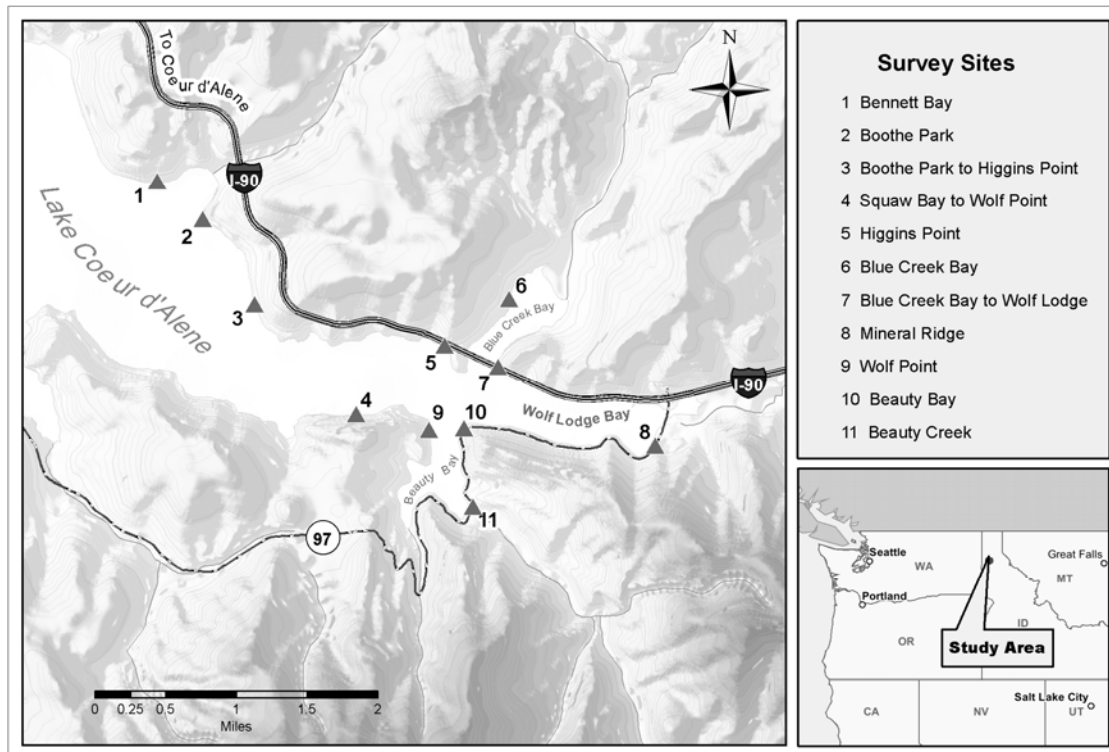 To Coeur d'Alene
N
I-90
1
2
Lake Coeur d'Alene
3
6
Blue Creek Bay
5
7
I-90
4
9
10
Wolf Lodge Bay
8
Beauty Bay
11
97
0 0.25 0.5 1 1.5 2
Miles
Survey Sites
1 Bennett Bay
2 Boothe Park
3 Boothe Park to Higgins Point
4 Squaw Bay to Wolf Point
5 Higgins Point
6 Blue Creek Bay
7 Blue Creek Bay to Wolf Lodge
8 Mineral Ridge
9 Wolf Point
10 Beauty Bay
11 Beauty Creek
Seattle
WA
Great Falls
MT
Portland
ID
OR
Study Area
Salt Lake City
CA
NV
UT